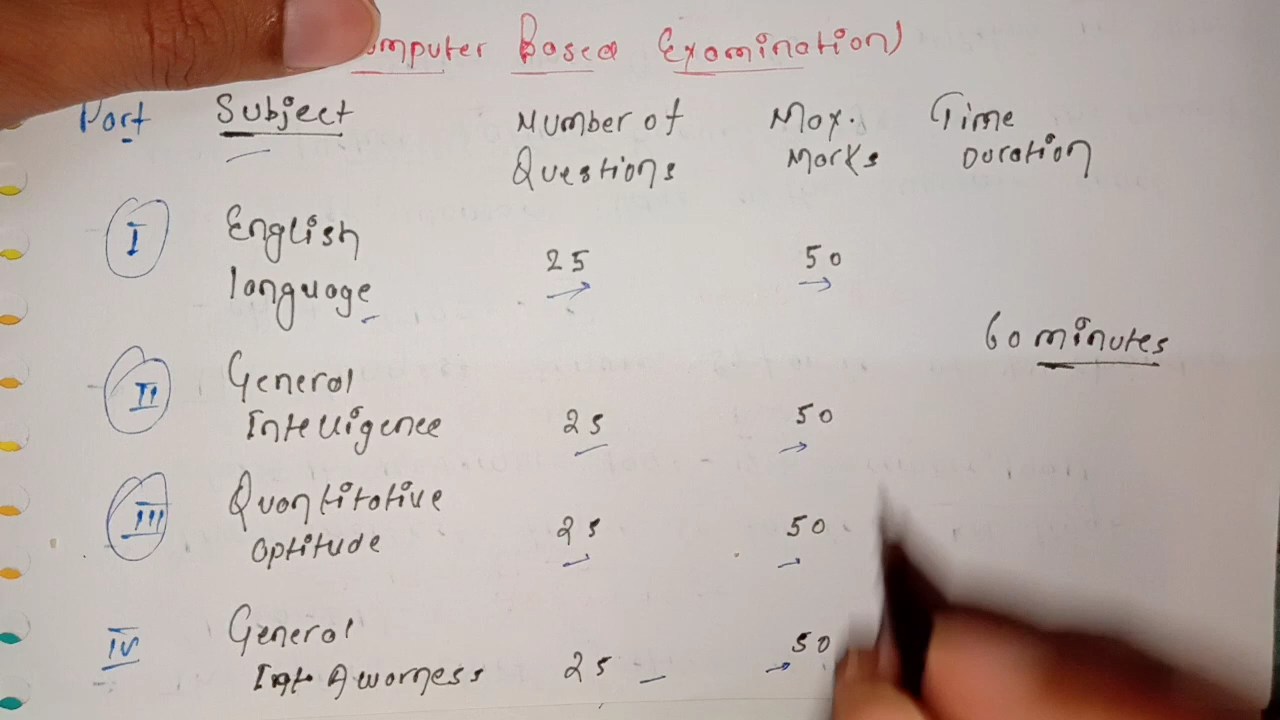 Computer Based Examination)
Part Subject Number of Questions Max. Marks Time Duration
I English language 25 50
60 minutes
II General Intelligence 25 50
III Quantitative aptitude 25 50
IV General Awarness 25 50